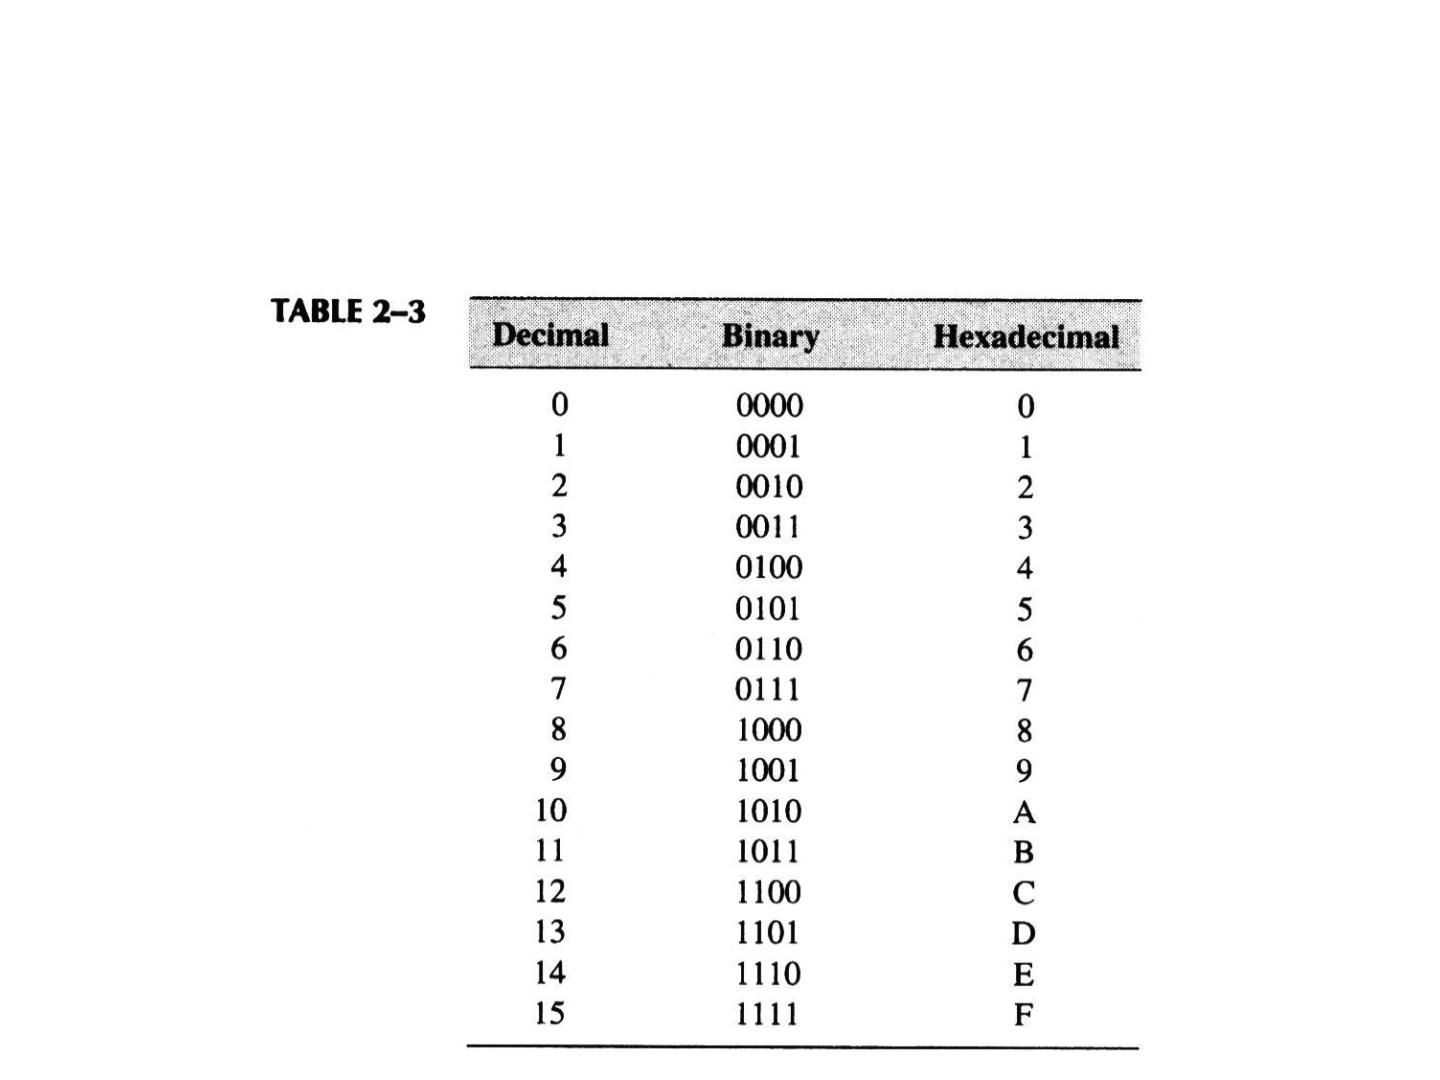 TABLE 2–3
Decimal Binary Hexadecimal
0 0000 0
1 0001 1
2 0010 2
3 0011 3
4 0100 4
5 0101 5
6 0110 6
7 0111 7
8 1000 8
9 1001 9
10 1010 A
11 1011 B
12 1100 C
13 1101 D
14 1110 E
15 1111 F